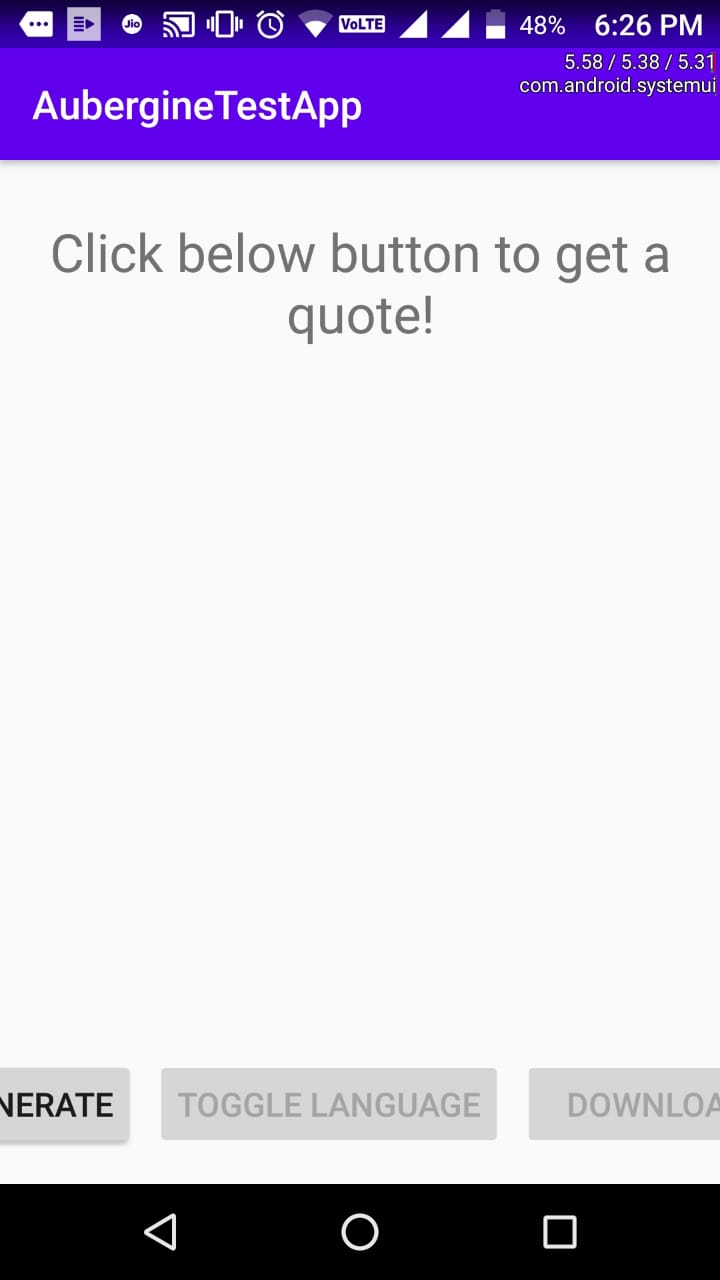 Jio VoLTE 48% 6:26 PM
5.58 / 5.38 / 5.31
com.android.systemui
AubergineTestApp
Click below button to get a
quote!
NERATE TOGGLE LANGUAGE DOWNLOA